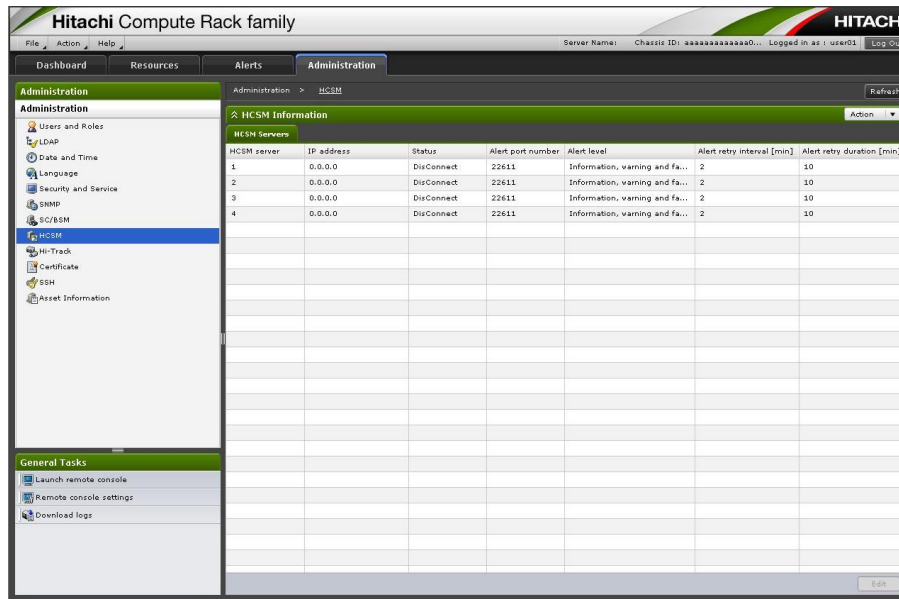 Hitachi Compute Rack family
HITACH
File Action Help
Server Name: Chassis ID: aaaaaaaaaaaaa0... Logged in as : user01 Log Ou
Dashboard Resources Alerts Administration
Administration
Administration
Users and Roles
LDAP
Date and Time
Language
Security and Service
SNMP
SC/BSM
HCSM
Hi-Track
Certificate
SSH
Asset Information
General Tasks
Launch remote console
Remote console settings
Download logs
Administration > HCSM
Refresh
HCSM Information
Action
HCSM Servers
HCSM server IP address Status Alert port number Alert level Alert retry interval [min] Alert retry duration [min]
1 0.0.0.0 DisConnect 22611 Information, varning and fa... 2 10
2 0.0.0.0 DisConnect 22611 Information, varning and fa... 2 10
3 0.0.0.0 DisConnect 22611 Information, varning and fa... 2 10
4 0.0.0.0 DisConnect 22611 Information, varning and fa... 2 10
Edit